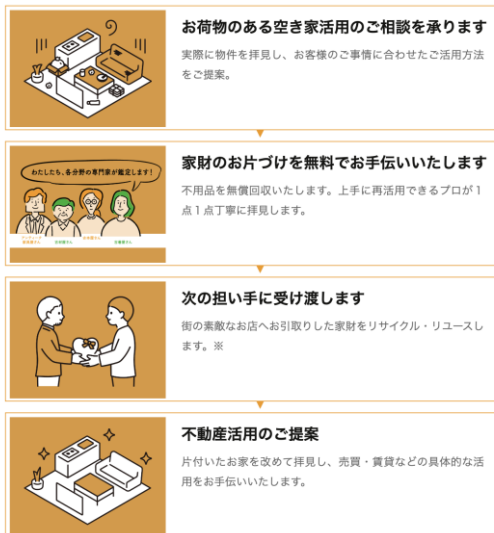 お荷物のある空き家活用のご相談を承ります
実際に物件を拝見し、お客様のご事情に合わせたご活用方法
をご提案。
わたしたち、各分野の専門家が鑑定します！
家財のお片づけを無料でお手伝いいたします
不用品を無償回収いたします。上手に再活用できるプロが１
点１点丁寧に拝見します。
次の担い手に受け渡します
街の素敵なお店へお引取りした家財をリサイクル・リユースし
ます。※
不動産活用のご提案
片付いたお家を改めて拝見し、売買・賃貸などの具体的な活
用をお手伝いいたします。